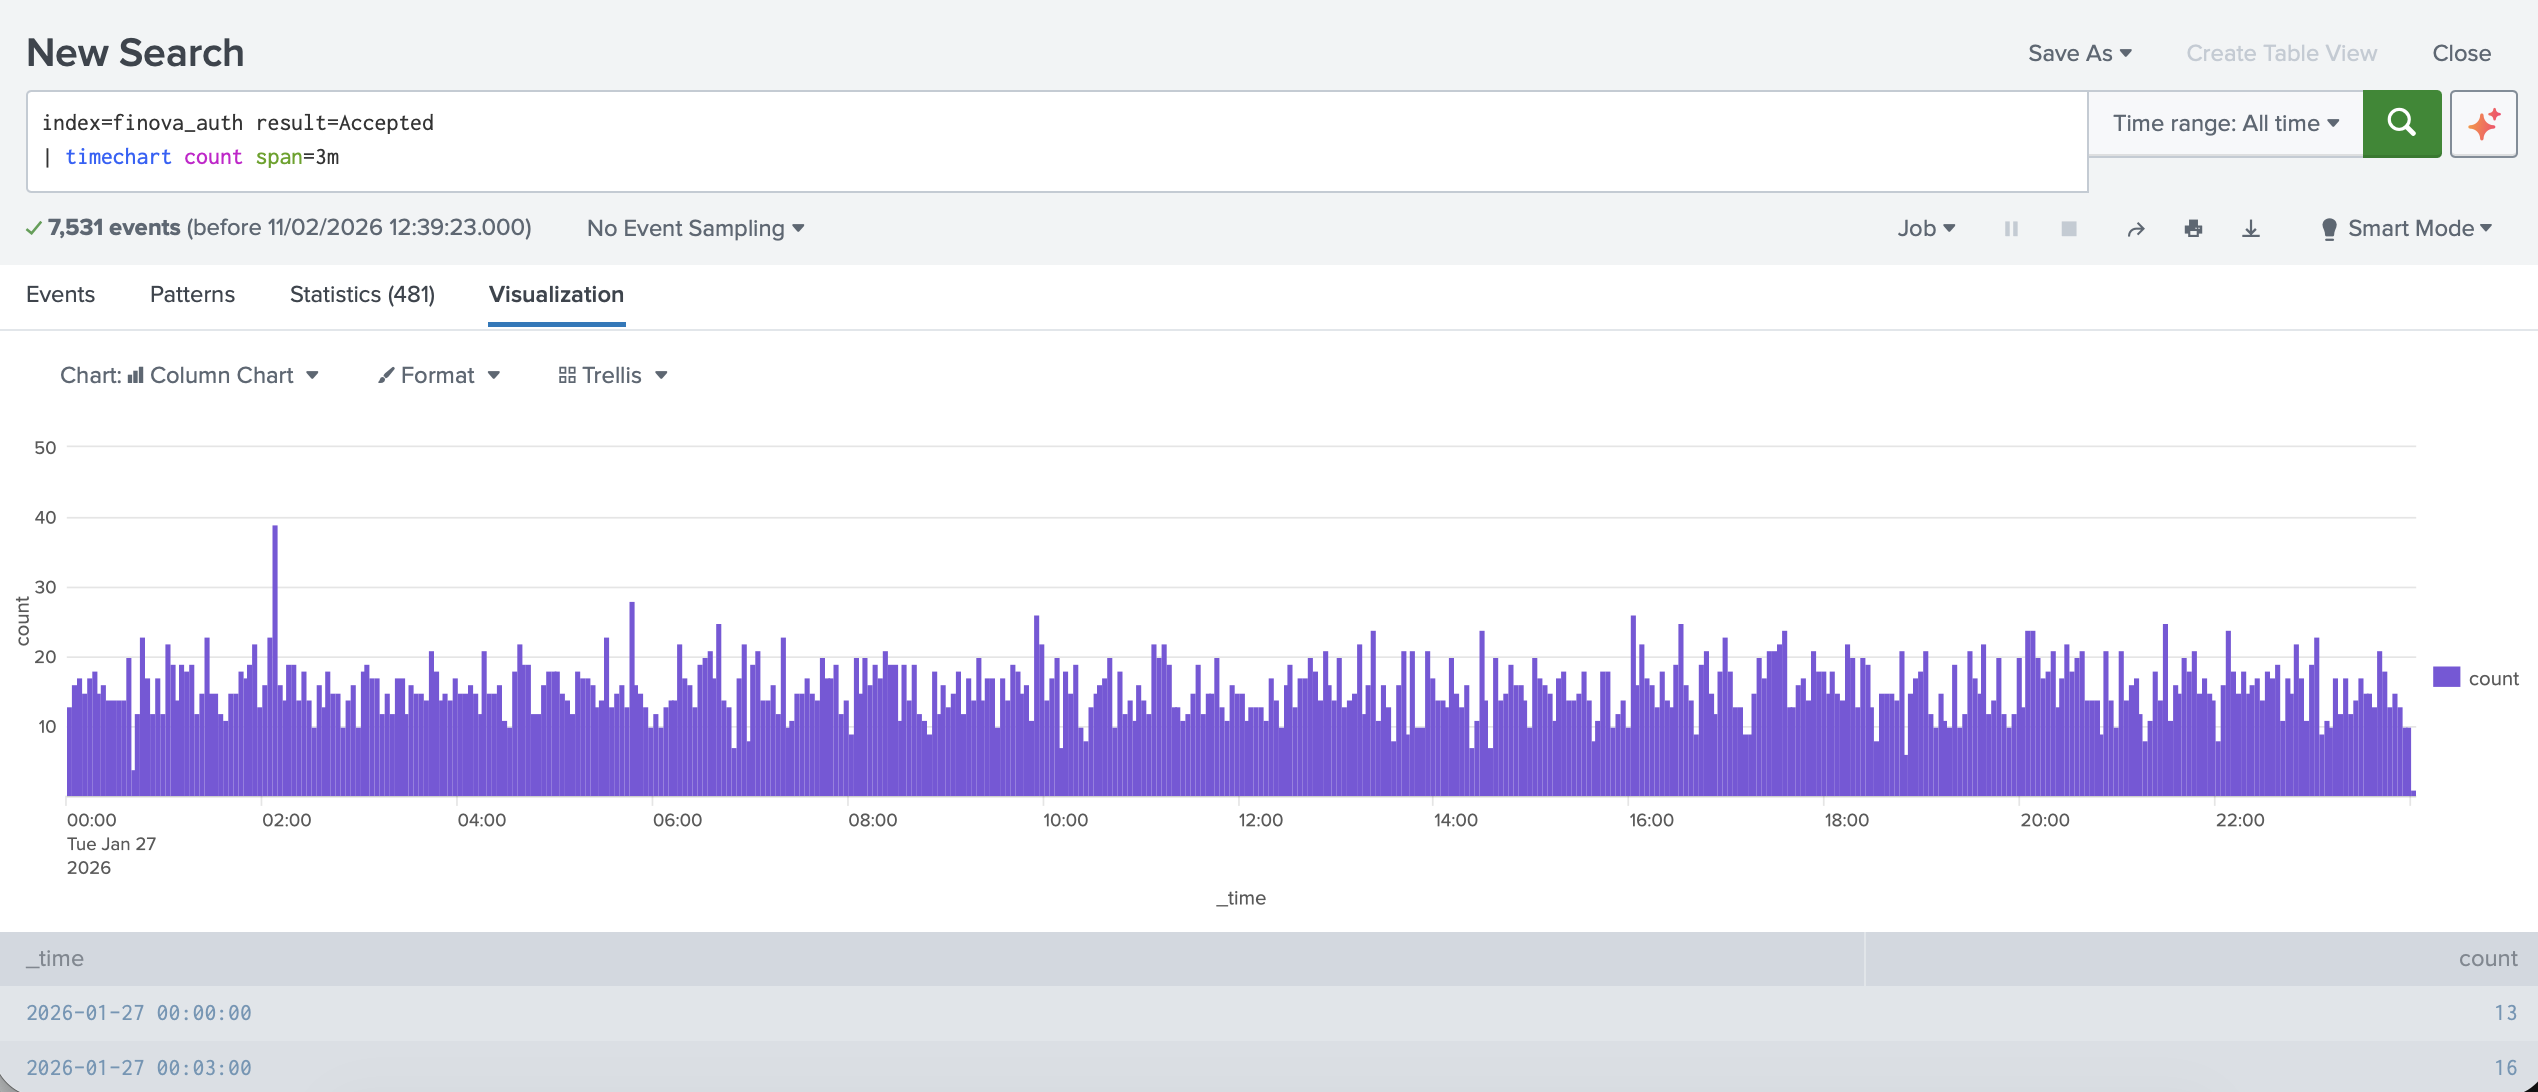 New Search
Save As
Create Table View
Close
index=finova_auth result=Accepted
| timechart count span=3m
Time range: All time
7,531 events (before 11/02/2026 12:39:23.000)
No Event Sampling
Job
Smart Mode
Events
Patterns
Statistics (481)
Visualization
Chart: Column Chart
Format
Trellis
50
40
30
20
10
count
00:00
Tue Jan 27
2026
02:00
04:00
06:00
08:00
10:00
12:00
14:00
16:00
18:00
20:00
22:00
_time
count
_time
count
2026-01-27 00:00:00
13
2026-01-27 00:03:00
16